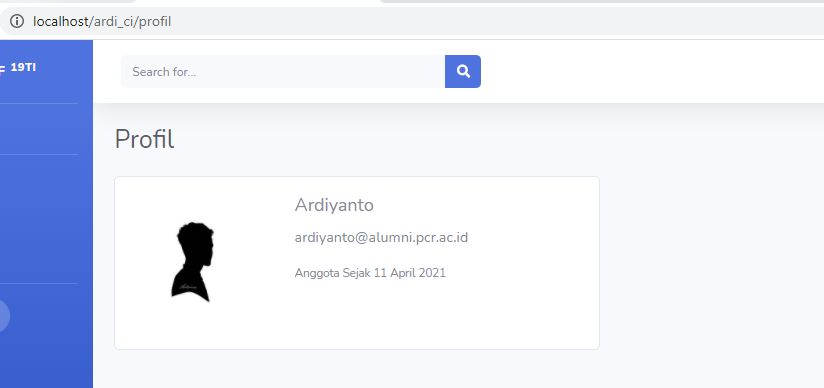 localhost/ardi_ci/profil
19TI
Search for...
Profil
Ardiyanto
ardiyanto@alumni.pcr.ac.id
Anggota Sejak 11 April 2021